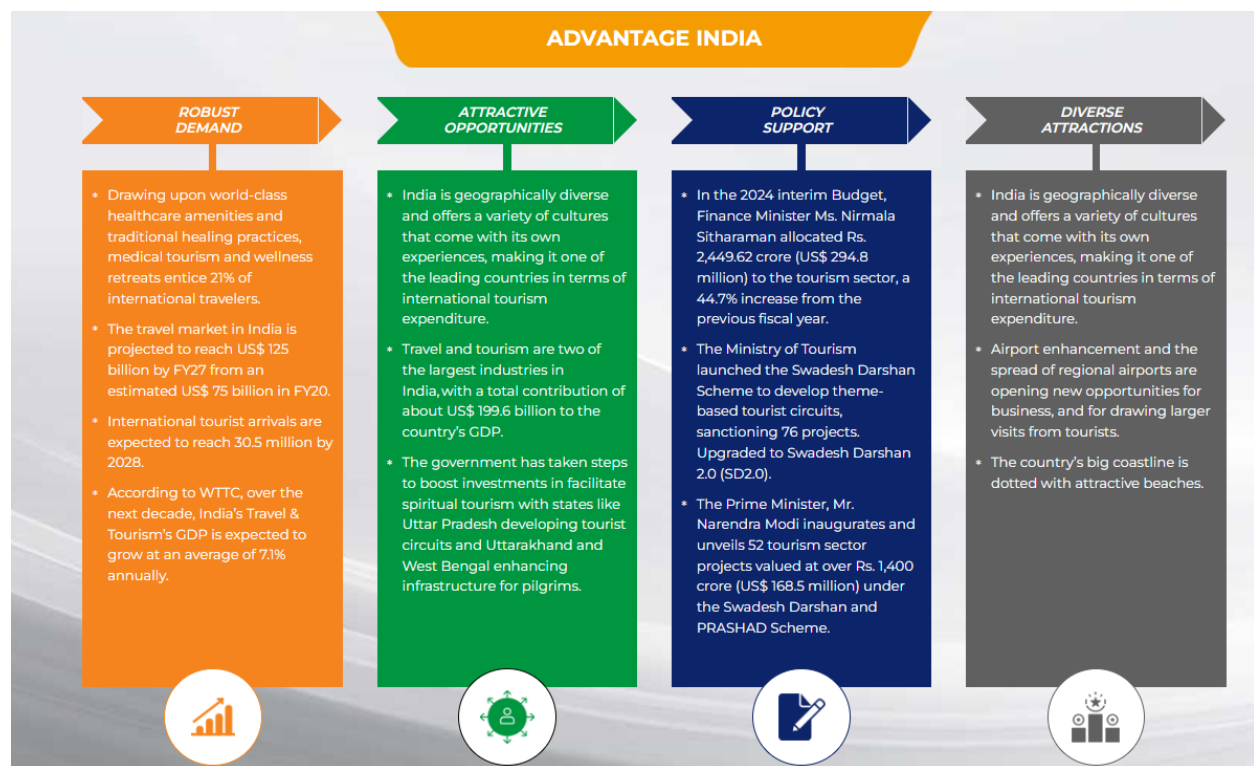 ADVANTAGE INDIA
ROBUST
DEMAND
* Drawing upon world-class
healthcare amenities and
traditional healing practices,
medical tourism and wellness
retreats entice 21% of
international travelers.
* The travel market in India is
projected to reach US$ 125
billion by FY27 from an
estimated US$ 75 billion in FY20.
* International tourist arrivals are
expected to reach 30.5 million by
2028.
* According to WTTC, over the
next decade, India's Travel &
Tourism's GDP is expected to
grow at an average of 7.1%
annually.
ATTRACTIVE
OPPORTUNITIES
* India is geographically diverse
and offers a variety of cultures
that come with its own
experiences, making it one of
the leading countries in terms of
international tourism
expenditure.
* Travel and tourism are two of
the largest industries in
India, with a total contribution of
about US$ 199.6 billion to the
country's GDP.
* The government has taken steps
to boost investments in facilitate
spiritual tourism with states like
Uttar Pradesh developing tourist
circuits and Uttarakhand and
West Bengal enhancing
infrastructure for pilgrims.
POLICY
SUPPORT
* In the 2024 interim Budget,
Finance Minister Ms. Nirmala
Sitharaman allocated Rs.
2,449.62 crore (US$ 294.8
million) to the tourism sector, a
44.7% increase from the
previous fiscal year.
* The Ministry of Tourism
launched the Swadesh Darshan
Scheme to develop theme-
based tourist circuits,
sanctioning 76 projects.
Upgraded to Swadesh Darshan
2.0 (SD2.0).
* The Prime Minister, Mr.
Narendra Modi inaugurates and
unveils 52 tourism sector
projects valued at over Rs. 1,400
crore (US$ 168.5 million) under
the Swadesh Darshan and
PRASHAD Scheme.
DIVERSE
ATTRACTIONS
* India is geographically diverse
and offers a variety of cultures
that come with its own
experiences, making it one of
the leading countries in terms of
international tourism
expenditure.
* Airport enhancement and the
spread of regional airports are
opening new opportunities for
business, and for drawing larger
visits from tourists.
* The country's big coastline is
dotted with attractive beaches.